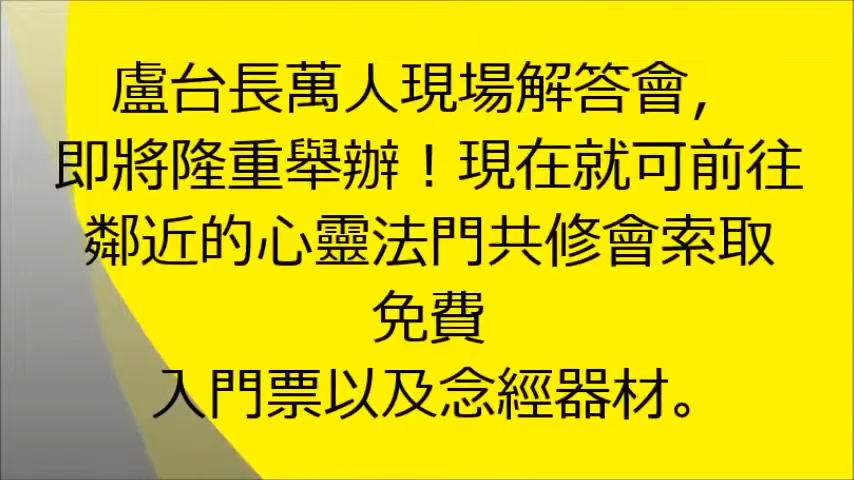 盧台長萬人現場解答會，
即將隆重舉辦！現在就可前往
鄰近的心靈法門共修會索取
免費
入門票以及念經器材。